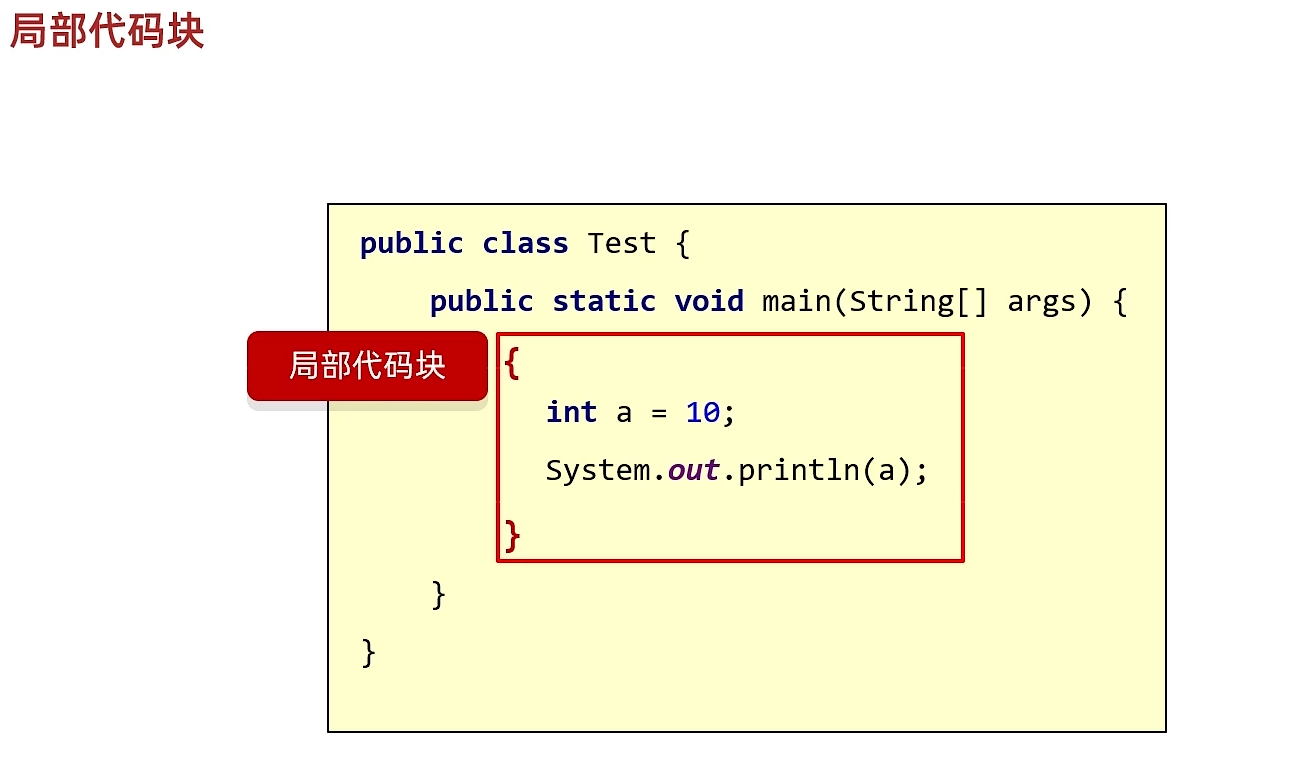 局部代码块
public class Test {
public static void main(String[] args) {
局部代码块
{
int a = 10;
System.out.println(a);
}
}
}